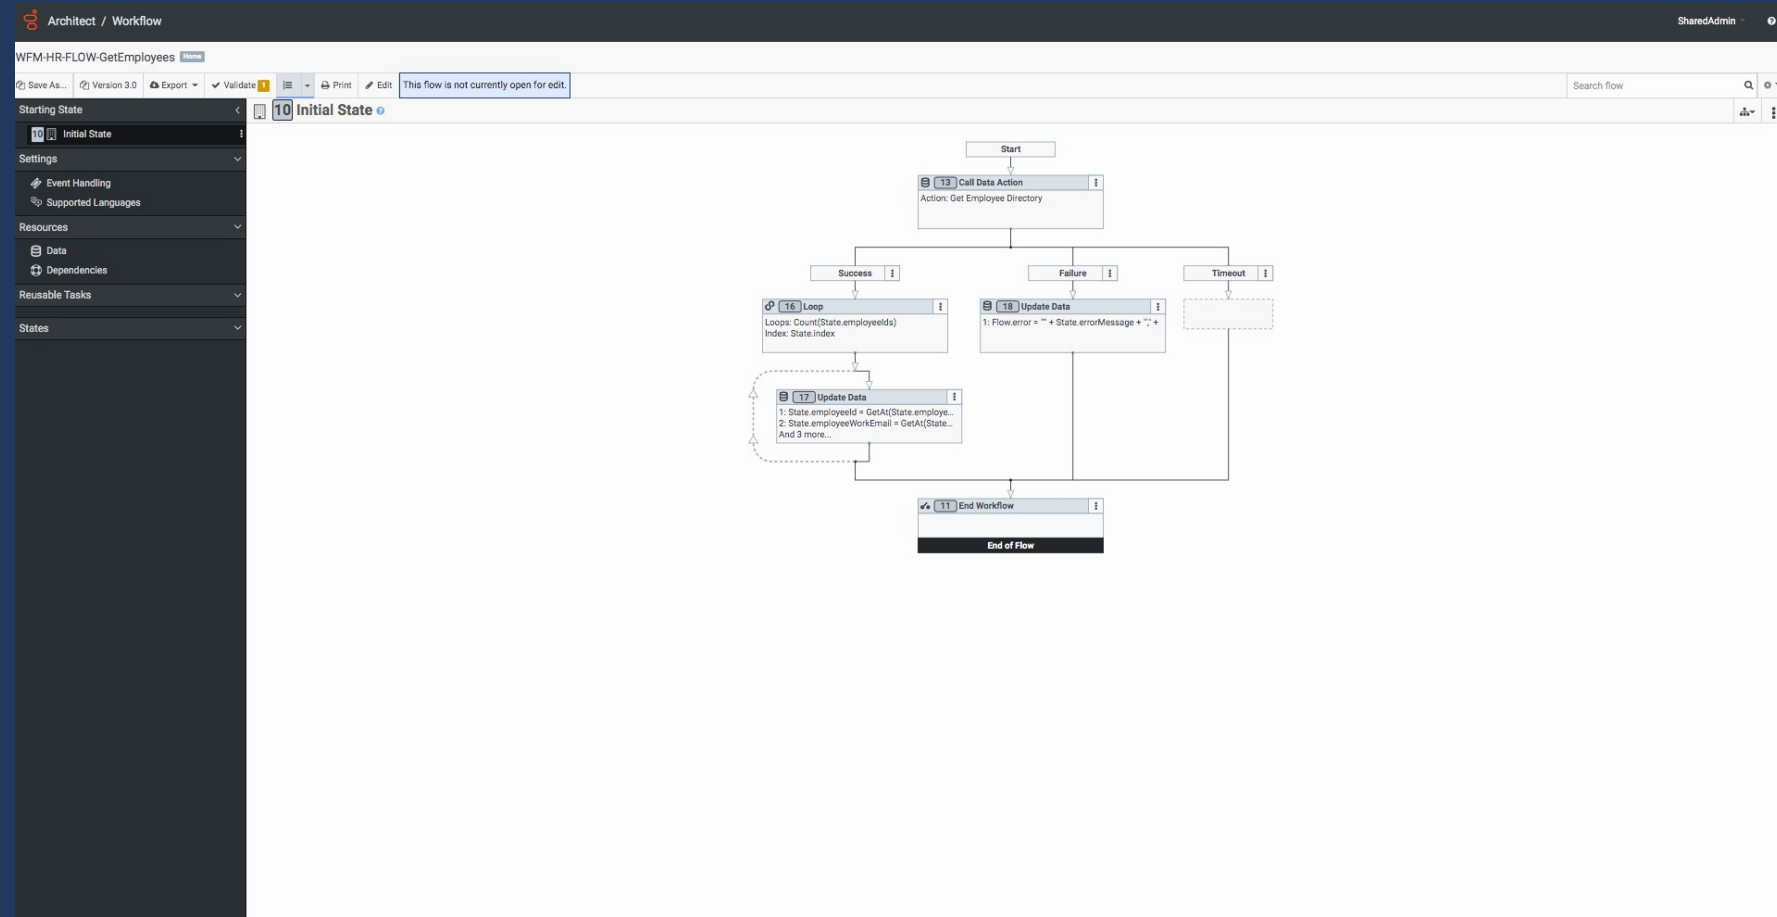 Architect / Workflow
SharedAdmin
WFM-HR-FLOW-GetEmployees Home
Save As... Version 3.0 Export Validate 1 Print Edit This flow is not currently open for edit. Search flow
Starting State
10 Initial State
10 Initial State
Settings
Event Handling
Supported Languages
Resources
Data
Dependencies
Reusable Tasks
States
Start
13 Call Data Action
Action: Get Employee Directory
Success Failure Timeout
16 Loop
Loops: Count(State.employeeIds)
Index: State.index
18 Update Data
1: Flow.error = "" + State.errorMessage + "," +
17 Update Data
1: State.employeeId = GetAt(State.employe...
2: State.employeeWorkEmail = GetAt(State...
And 3 more...
11 End Workflow
End of Flow